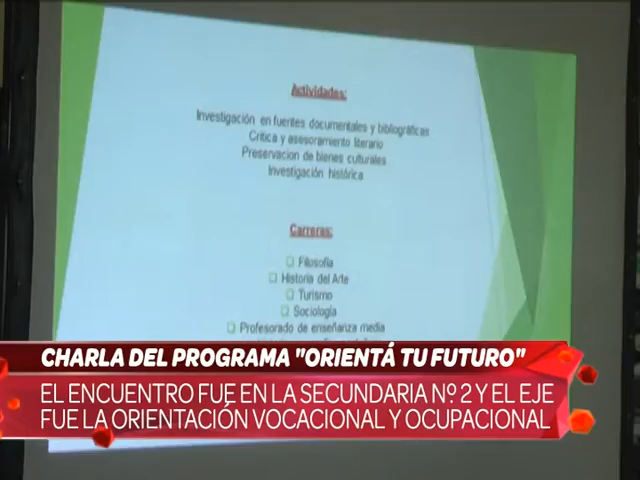 Actividades:
Investigación en fuentes documentales y bibliográficas
Critica y asesoramiento literario
Preservacion de bienes culturales
Investigación histórica
Carreras:
Filosofía
Historia del Arte
Turismo
Sociología
Profesorado de enseñanza media
CHARLA DEL PROGRAMA "ORIENTÁ TU FUTURO"
EL ENCUENTRO FUE EN LA SECUNDARIA Nº 2 Y EL EJE
FUE LA ORIENTACIÓN VOCACIONAL Y OCUPACIONAL